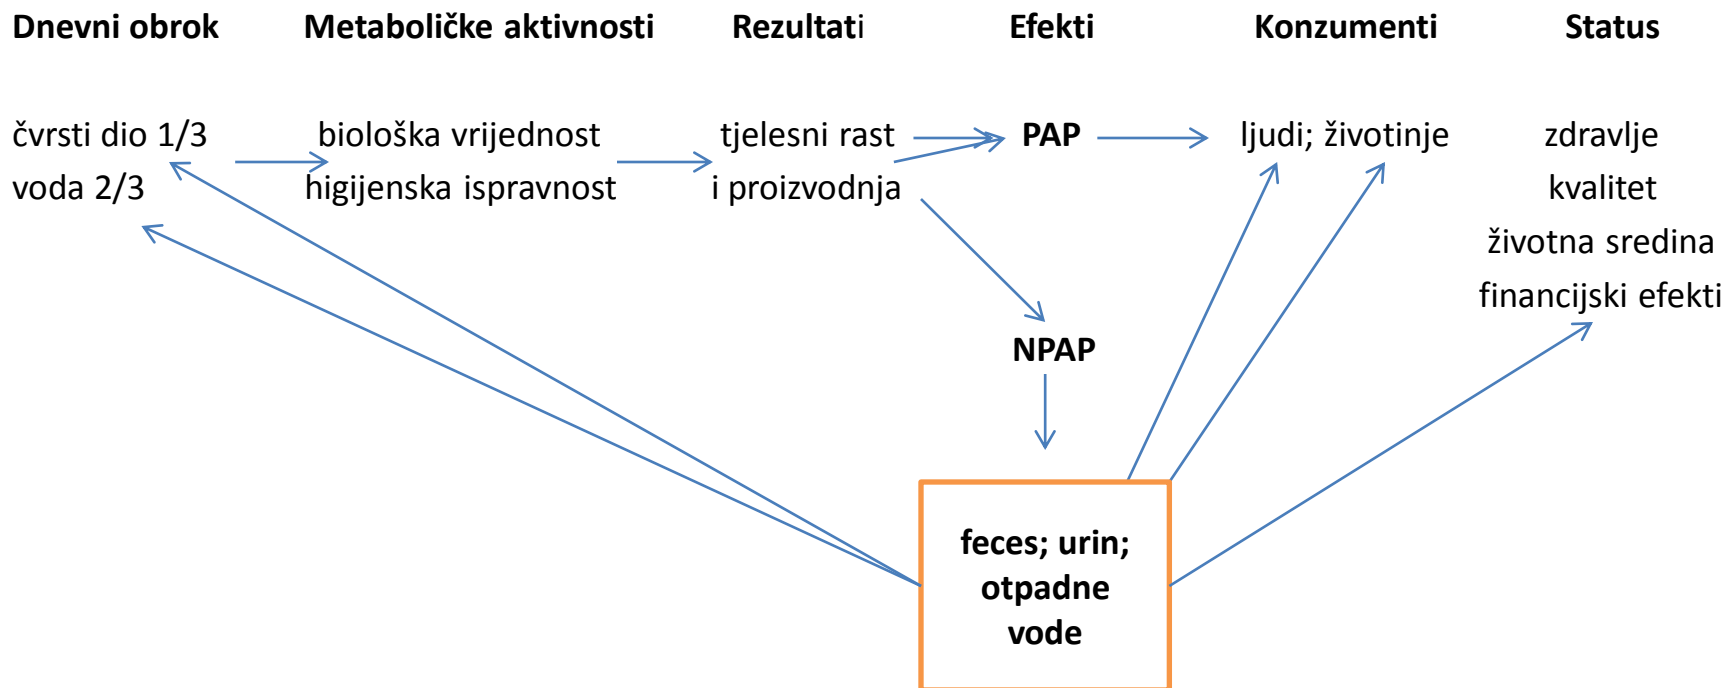 Dnevni obrok Metaboličke aktivnosti Rezultati Efekti Konzumenti Status
čvrsti dio 1/3 biološka vrijednost tjelesni rast PAP ljudi; životinje zdravlje
voda 2/3 higijenska ispravnost i proizvodnja kvalitet
životna sredina
financijski efekti
NPAP
feces; urin;
otpadne
vode